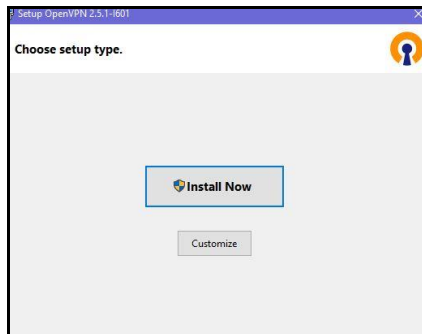 Setup OpenVPN 2.5.1-I601
Choose setup type.
Install Now
Customize